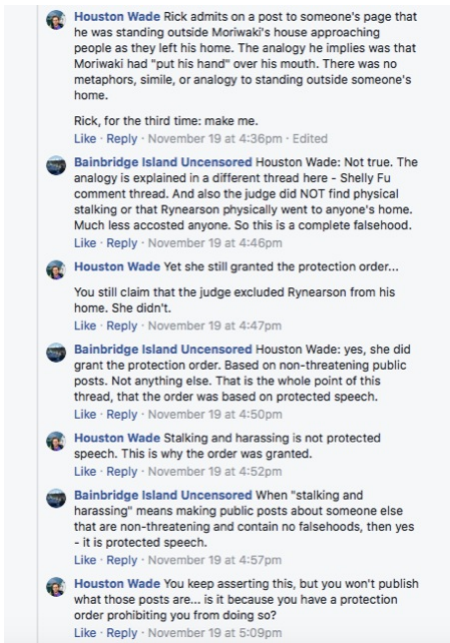 Houston Wade Rick admits on a post to someone's page that
he was standing outside Moriwaki's house approaching
people as they left his home. The analogy he implies was that
Moriwaki had "put his hand" over his mouth. There was no
metaphors, simile, or analogy to standing outside someone's
home.
Rick, for the third time: make me.
Like · Reply · November 19 at 4:36pm · Edited
Bainbridge Island Uncensored Houston Wade: Not true. The
analogy is explained in a different thread here - Shelly Fu
comment thread. And also the judge did NOT find physical
stalking or that Rynearson physically went to anyone's home.
Much less accosted anyone. So this is a complete falsehood.
Like · Reply · November 19 at 4:46pm
Houston Wade Yet she still granted the protection order...
You still claim that the judge excluded Rynearson from his
home. She didn't.
Like · Reply · November 19 at 4:47pm
Bainbridge Island Uncensored Houston Wade: yes, she did
grant the protection order. Based on non-threatening public
posts. Not anything else. That is the whole point of this
thread, that the order was based on protected speech.
Like · Reply · November 19 at 4:50pm
Houston Wade Stalking and harassing is not protected
speech. This is why the order was granted.
Like · Reply · November 19 at 4:52pm
Bainbridge Island Uncensored When "stalking and
harassing" means making public posts about someone else
that are non-threatening and contain no falsehoods, then yes
- it is protected speech.
Like · Reply · November 19 at 4:57pm
Houston Wade You keep asserting this, but you won't publish
what those posts are... is it because you have a protection
order prohibiting you from doing so?
Like · Reply · November 19 at 5:09pm